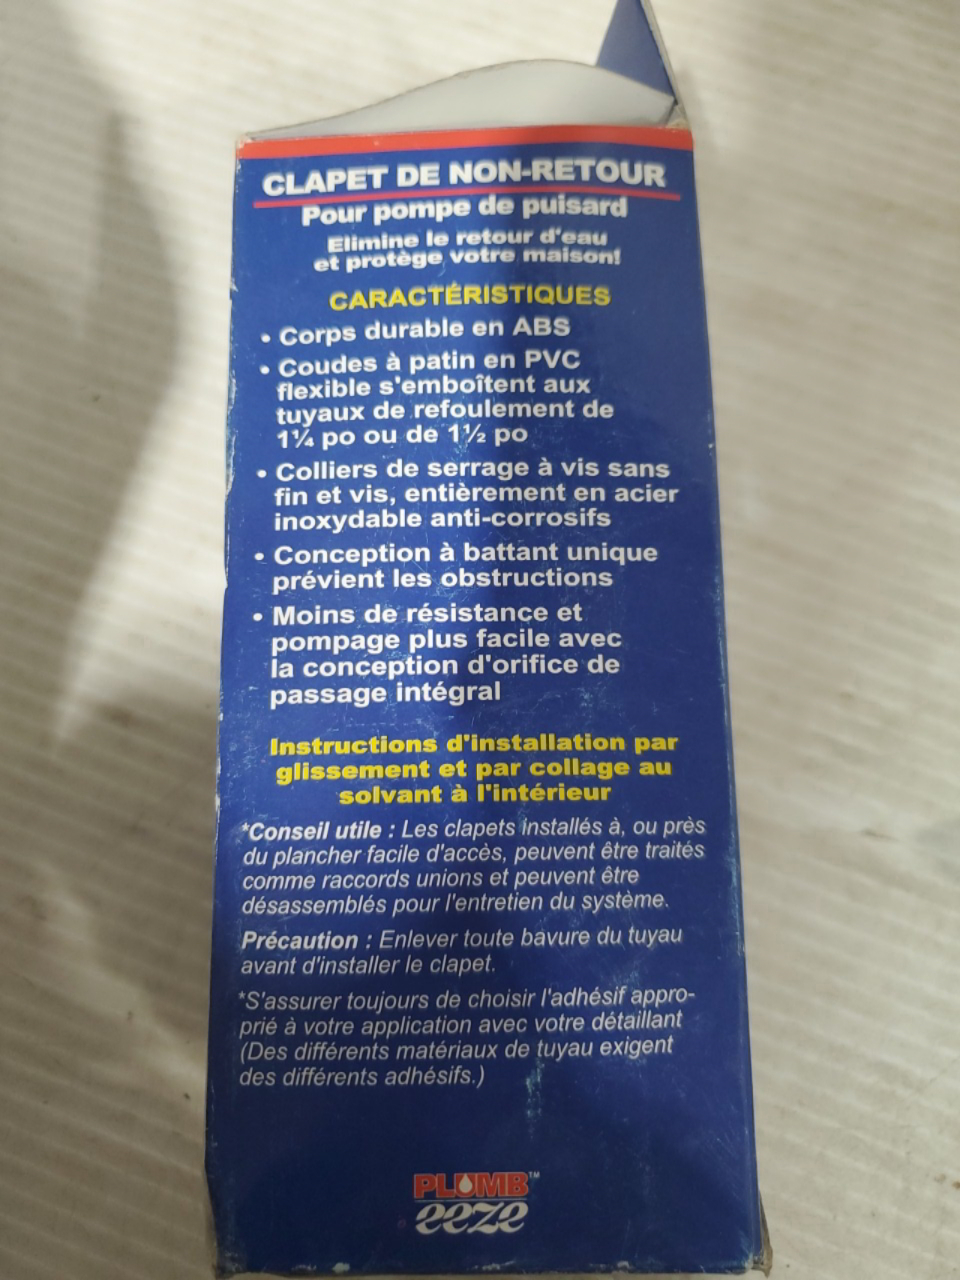 CLAPET DE NON-RETOUR
Pour pompe de puisard
Elimine le retour d'eau
et protège votre maison!
CARACTÉRISTIQUES
• Corps durable en ABS
• Coudes à patin en PVC
flexible s'emboîtent aux
tuyaux de refoulement de
1¼ po ou de 1½ po
• Colliers de serrage à vis sans
fin et vis, entièrement en acier
inoxydable anti-corrosifs
• Conception à battant unique
prévient les obstructions
• Moins de résistance et
pompage plus facile avec
la conception d'orifice de
passage intégral
Instructions d'installation par
glissement et par collage au
solvant à l'intérieur
*Conseil utile : Les clapets installés à, ou près
du plancher facile d'accès, peuvent être traités
comme raccords unions et peuvent être
désassemblés pour l'entretien du système.
Précaution : Enlever toute bavure du tuyau
avant d'installer le clapet.
*S'assurer toujours de choisir l'adhésif appro-
prié à votre application avec votre détaillant
(Des différents matériaux de tuyau exigent
des différents adhésifs.)
PLUMB™
eeze